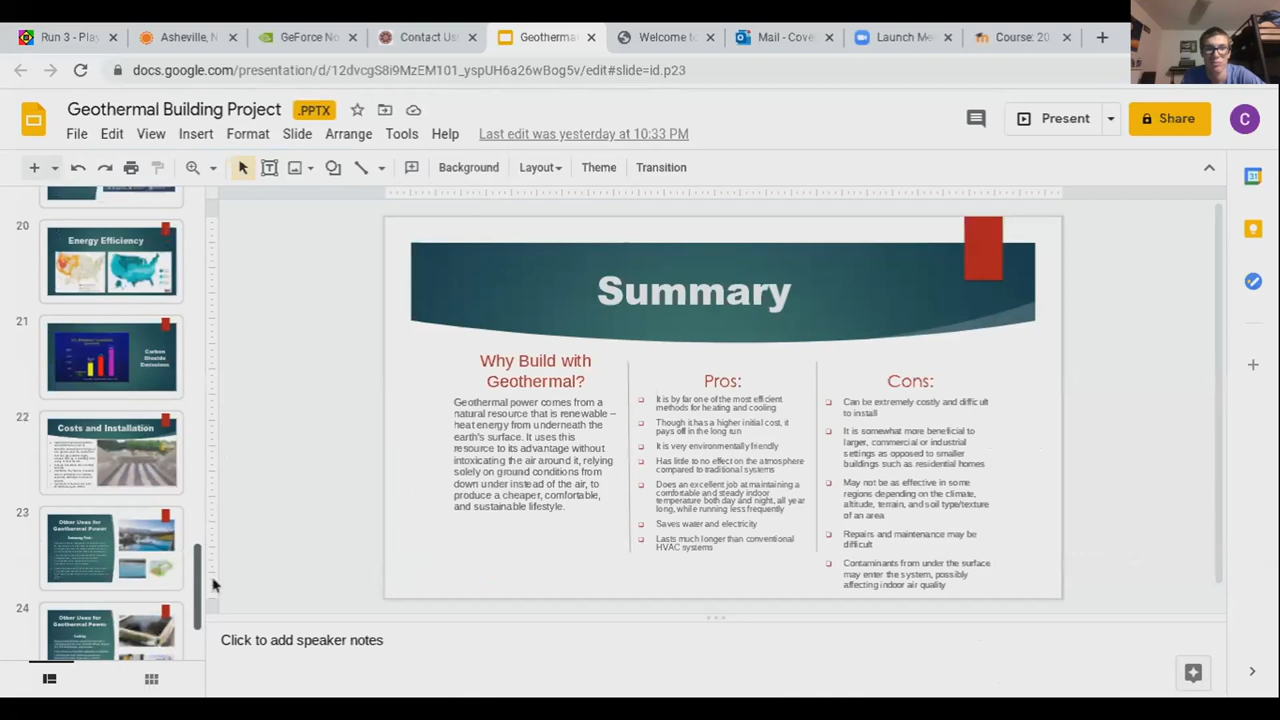 Run 3 - Pla
Asheville, N
GeForce No
Contact Us
Geotherma
Welcome to
Mail - Cove
Launch Me
Course: 20
docs.google.com/presentation/d/12dvcgS8i9MzEM101_yspUH6a26wBog5v/edit#slide=id.p23
Geothermal Building Project
.PPTX
File Edit View Insert Format Slide Arrange Tools Help
Last edit was yesterday at 10:33 PM
Present
Share
C
Background Layout Theme Transition
20
Energy Efficiency
21
Carbon
Dioxide
Emissions
22
Costs and Installation
23
Other Uses for
Geothermal Power
24
Other Uses for
Geothermal Power
Summary
Why Build with
Geothermal?
Geothermal power comes from a
natural resource that is renewable –
heat energy from underneath the
earth's surface. It uses this
resource to its advantage without
intoxicating the air around it, relying
solely on ground conditions from
down under instead of the air, to
produce a cheaper, comfortable,
and sustainable lifestyle.
Pros:
It is by far one of the most efficient
methods for heating and cooling
Though it has a higher initial cost, it
pays off in the long run
It is very environmentally friendly
Has little to no effect on the atmosphere
compared to traditional systems
Does an excellent job at maintaining a
comfortable and steady indoor
temperature both day and night, all year
long, while running less frequently
Saves water and electricity
Lasts much longer than conventional
HVAC systems
Cons:
Can be extremely costly and difficult
to install
It is somewhat more beneficial to
larger, commercial or industrial
settings as opposed to smaller
buildings such as residential homes
May not be as effective in some
regions depending on the climate,
altitude, terrain, and soil type/texture
of an area
Repairs and maintenance may be
difficult
Contaminants from under the surface
may enter the system, possibly
affecting indoor air quality
Click to add speaker notes